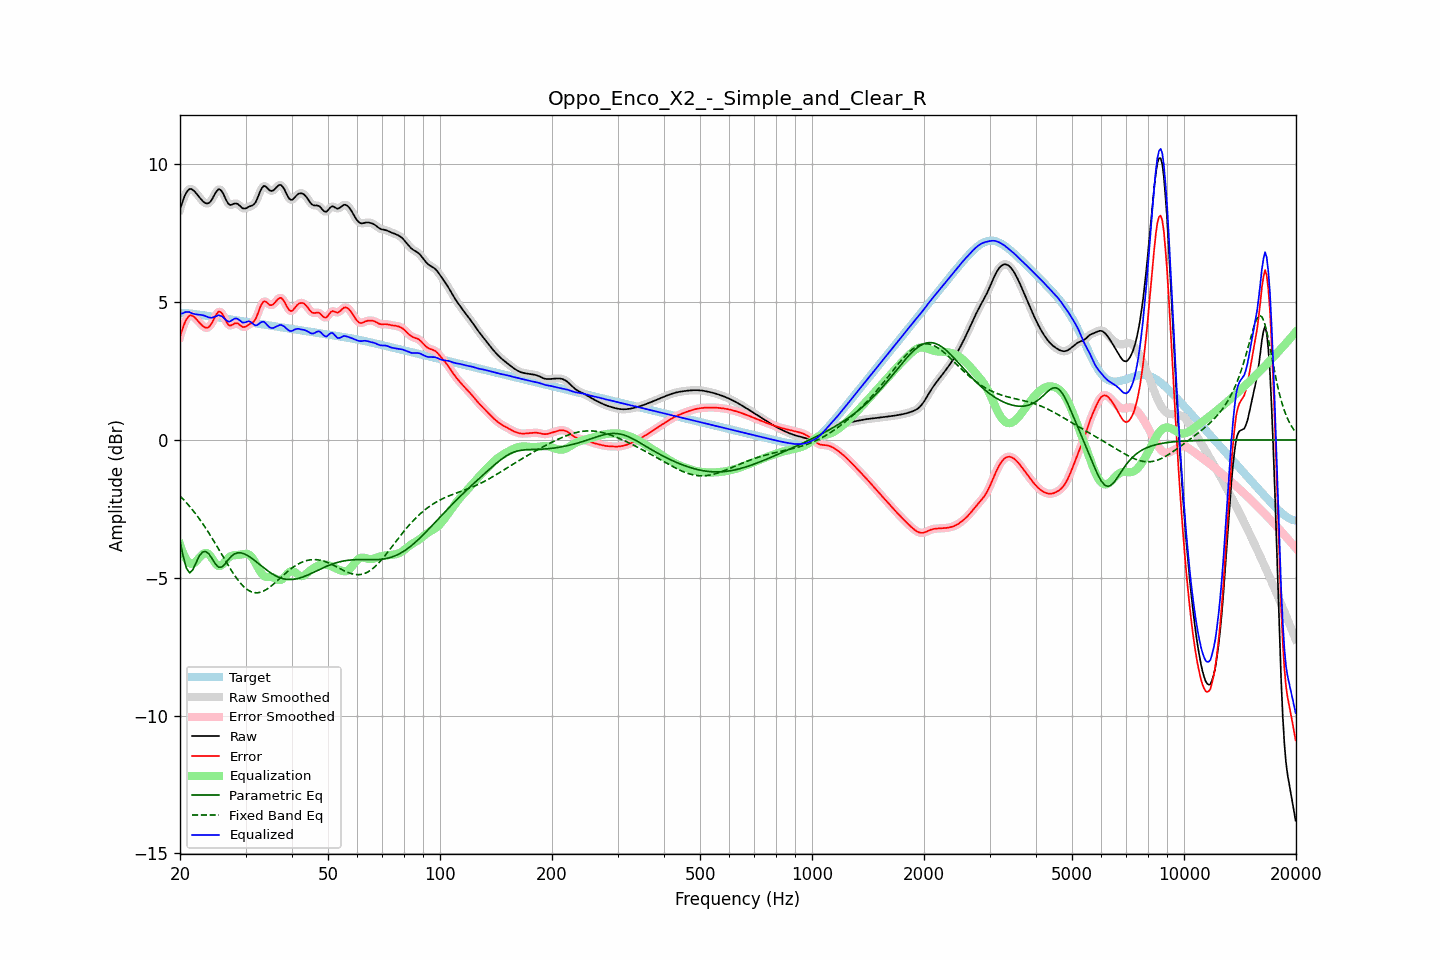 Oppo_Enco_X2_-_Simple_and_Clear_R
Amplitude (dBr)
10
5
0
−5
−10
−15
Target
Raw Smoothed
Error Smoothed
Raw
Error
Equalization
Parametric Eq
Fixed Band Eq
Equalized
20 50 100 200 500 1000 2000 5000 10000 20000
Frequency (Hz)